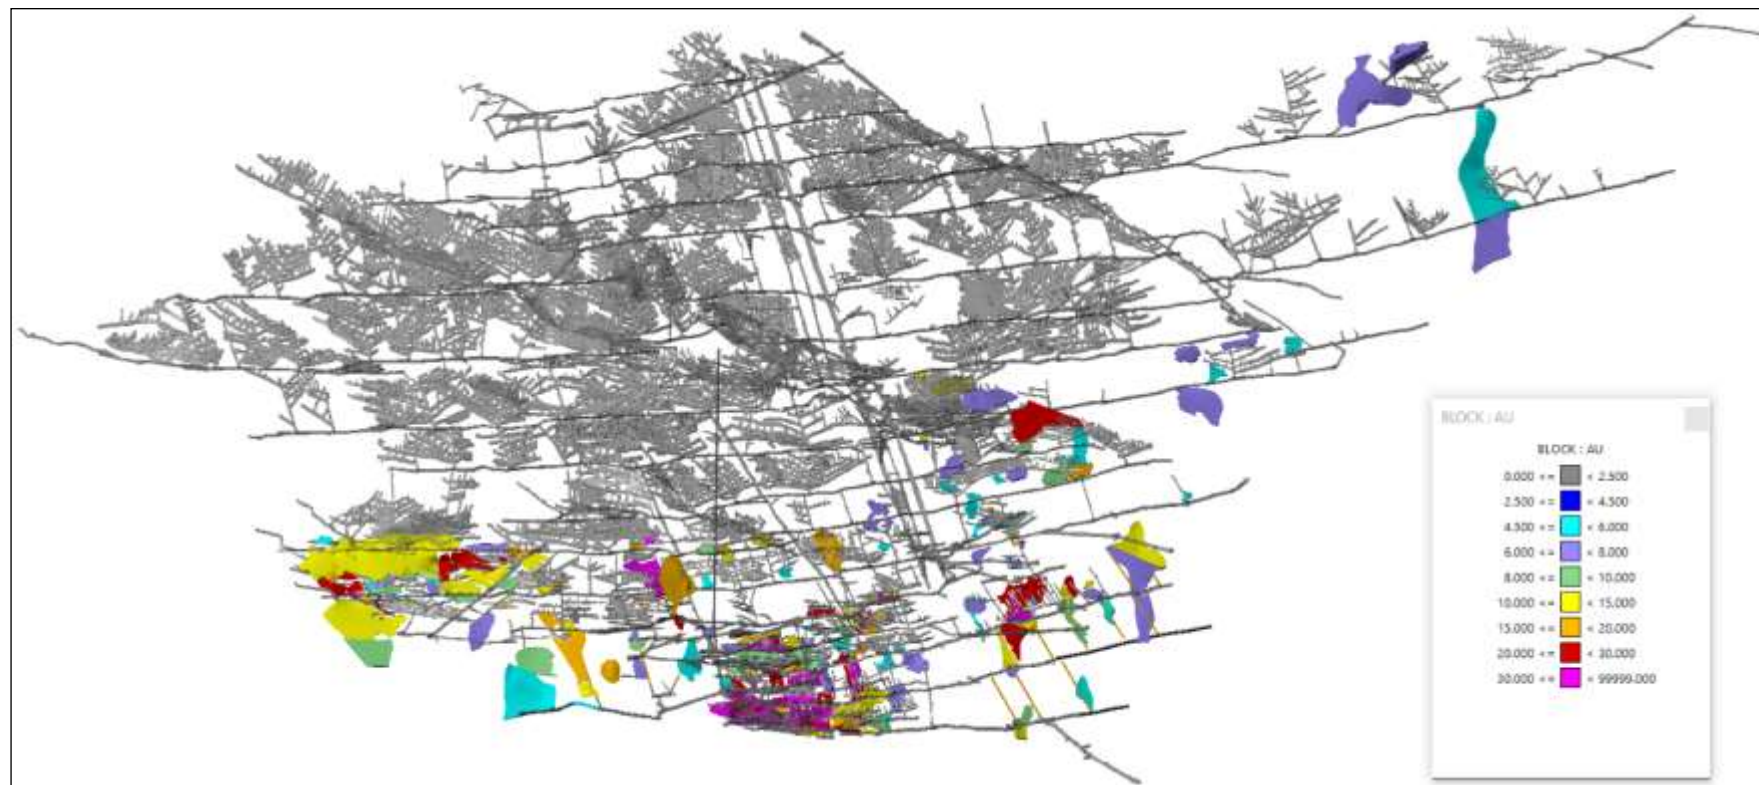 BLOCK : AU
BLOCK : AU
0.000 <= < 2.500
2.500 <= < 4.500
4.500 <= < 6.000
6.000 <= < 8.000
8.000 <= < 10.000
10.000 <= < 15.000
15.000 <= < 20.000
20.000 <= < 30.000
30.000 <= < 99999.000